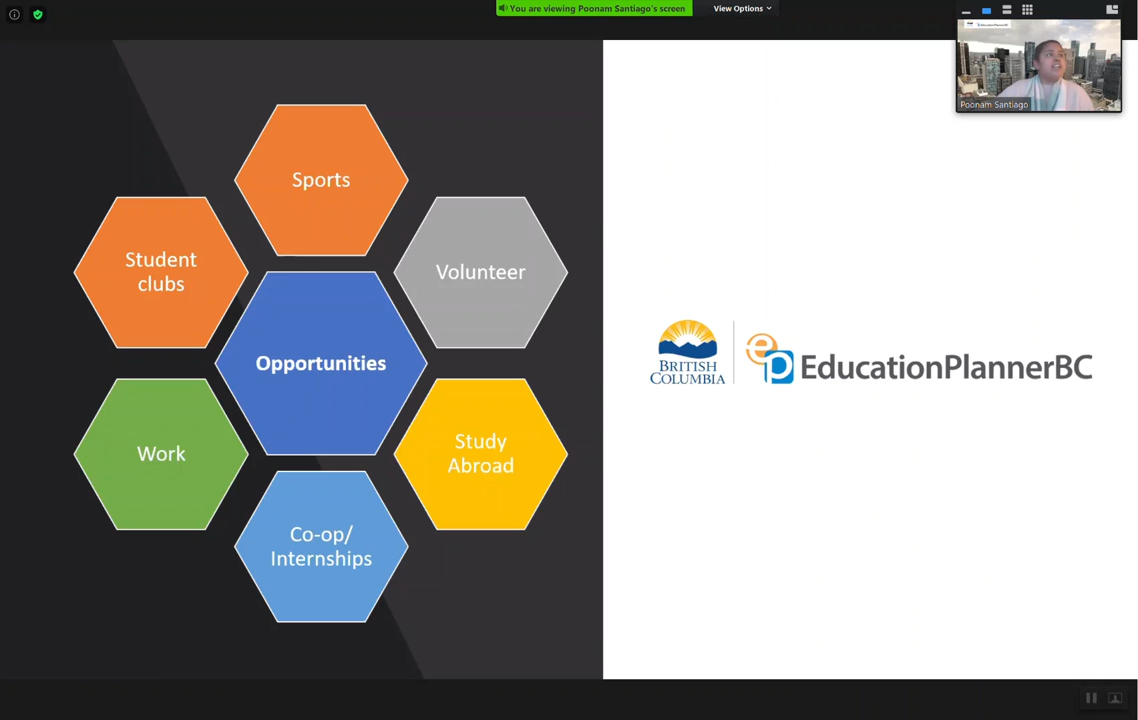 You are viewing Poonam Santiago's screen
View Options
Poonam Santiago
Sports
Student
clubs
Volunteer
Opportunities
Work
Study
Abroad
Co-op/
Internships
BRITISH
COLUMBIA
ep
EducationPlannerBC